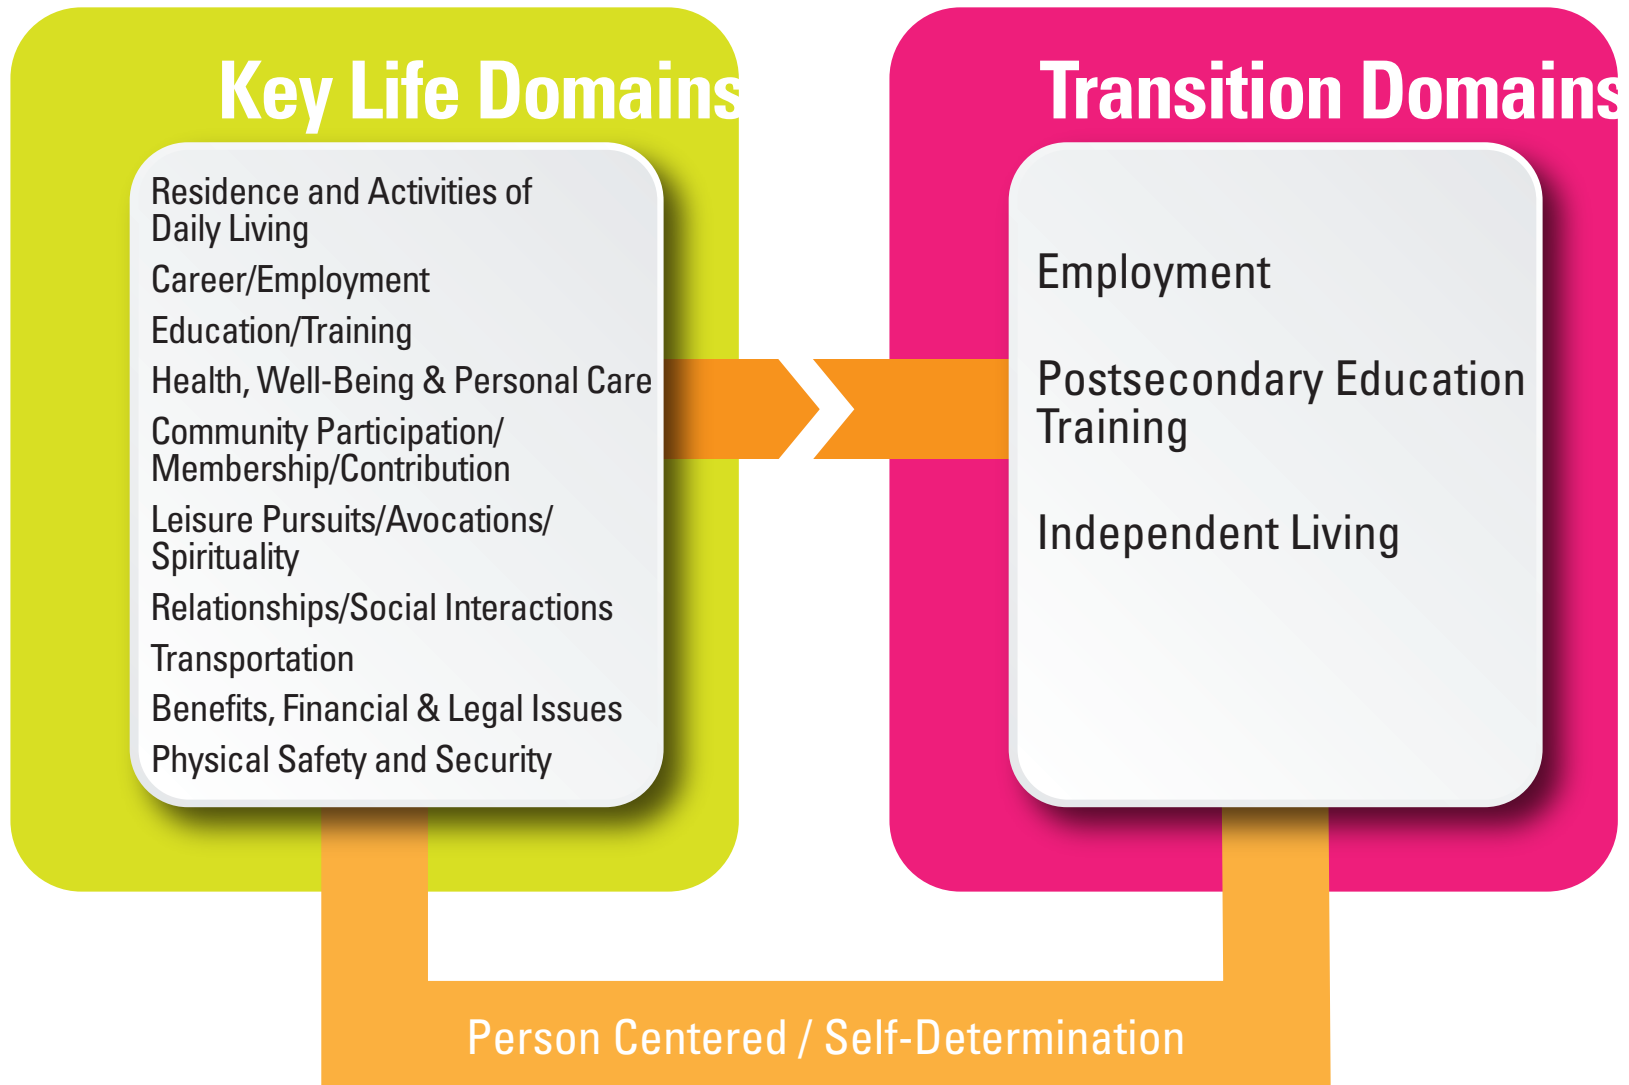 Key Life Domains
Residence and Activities of
Daily Living
Career/Employment
Education/Training
Health, Well-Being & Personal Care
Community Participation/
Membership/Contribution
Leisure Pursuits/Avocations/
Spirituality
Relationships/Social Interactions
Transportation
Benefits, Financial & Legal Issues
Physical Safety and Security
Transition Domains
Employment
Postsecondary Education
Training
Independent Living
Person Centered / Self-Determination